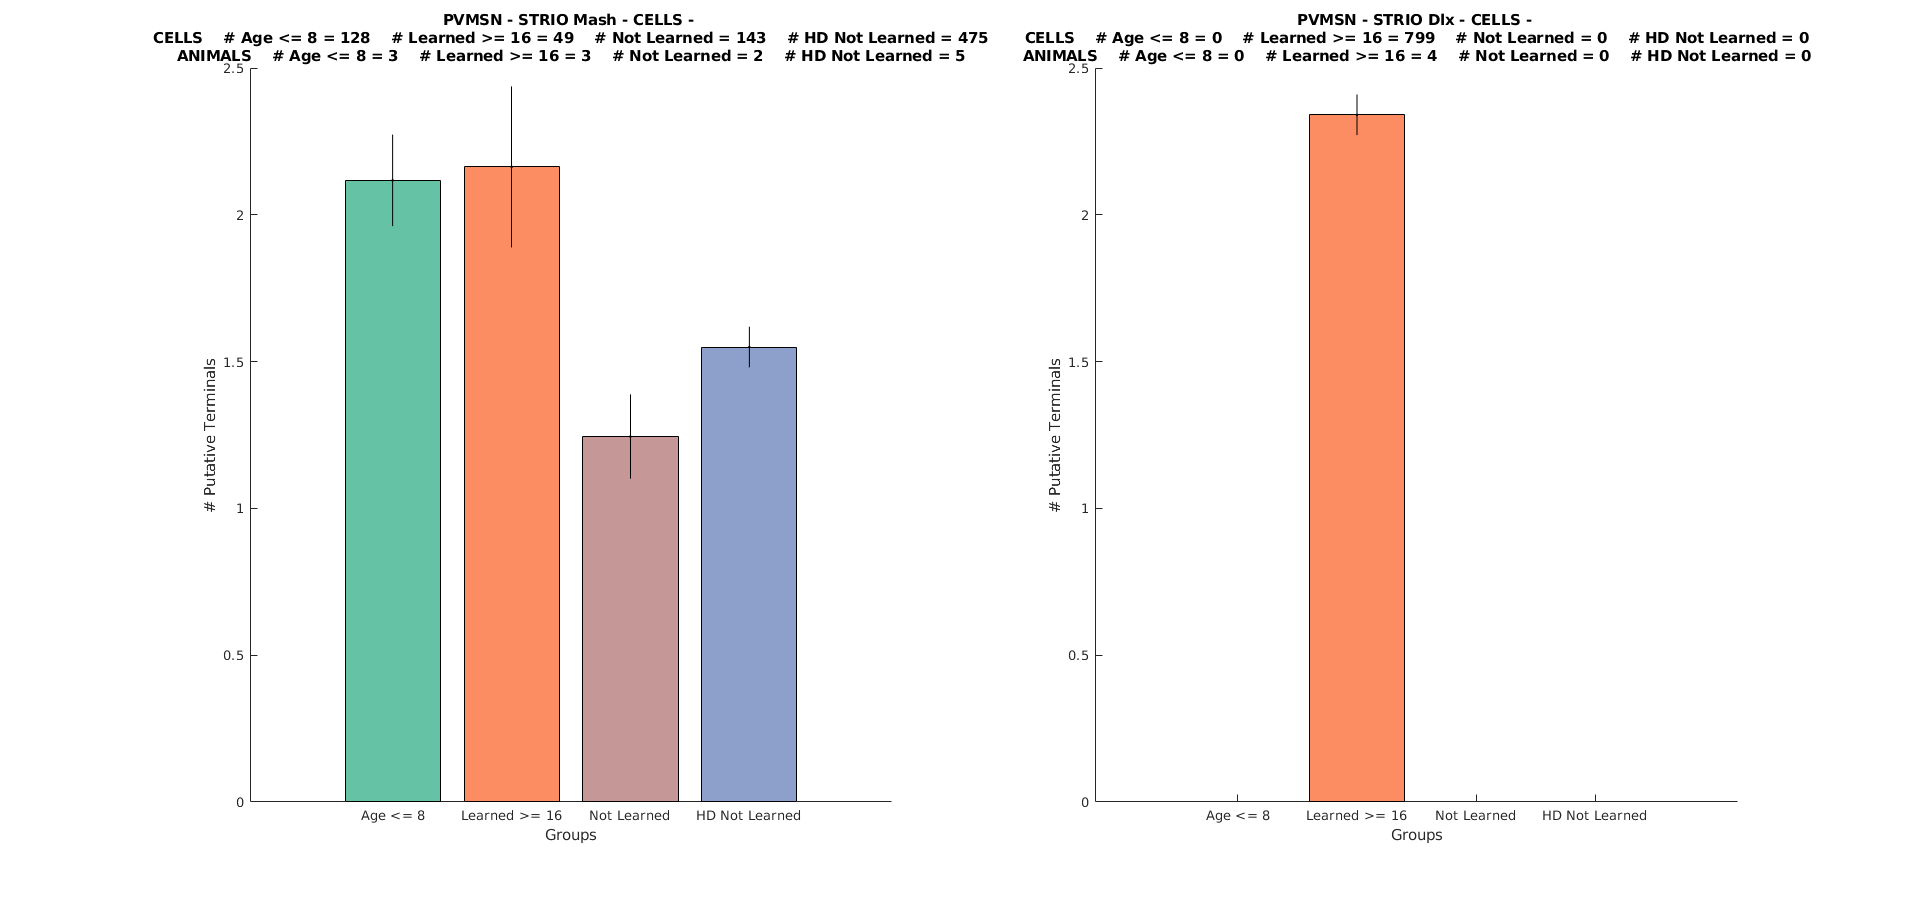 PVMSN - STRIO Mash - CELLS -
CELLS # Age <= 8 = 128 # Learned >= 16 = 49 # Not Learned = 143 # HD Not Learned = 475
ANIMALS # Age <= 8 = 3 # Learned >= 16 = 3 # Not Learned = 2 # HD Not Learned = 5
2.5
2
1.5
1
0.5
0
# Putative Terminals
Age <= 8
Learned >= 16
Not Learned
HD Not Learned
Groups
PVMSN - STRIO Dlx - CELLS -
CELLS # Age <= 8 = 0 # Learned >= 16 = 799 # Not Learned = 0 # HD Not Learned = 0
ANIMALS # Age <= 8 = 0 # Learned >= 16 = 4 # Not Learned = 0 # HD Not Learned = 0
2.5
2
1.5
1
0.5
0
# Putative Terminals
Age <= 8
Learned >= 16
Not Learned
HD Not Learned
Groups